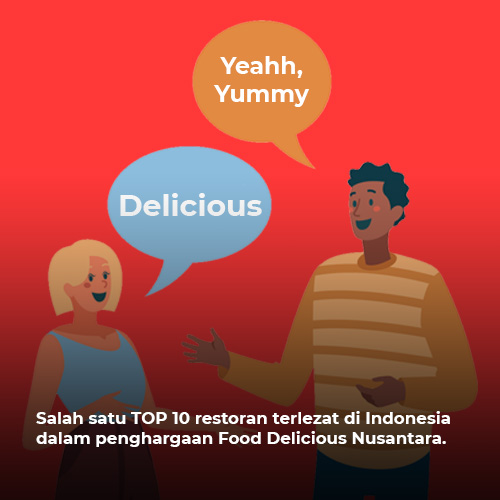 Yeahh,
Yummy
Delicious
Salah satu TOP 10 restoran terlezat di Indonesia
dalam penghargaan Food Delicious Nusantara.